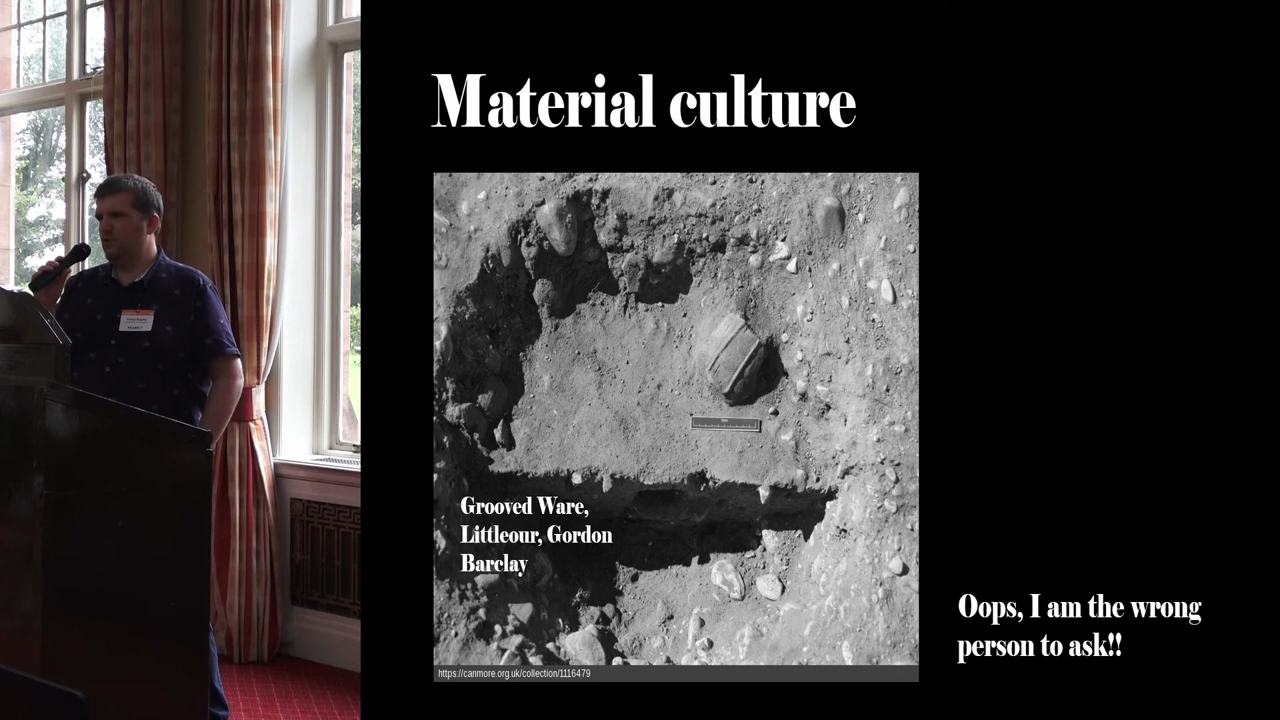 Material culture
Grooved Ware,
Littleour, Gordon
Barclay
https://canmore.org.uk/collection/1116479
Oops, I am the wrong
person to ask!!